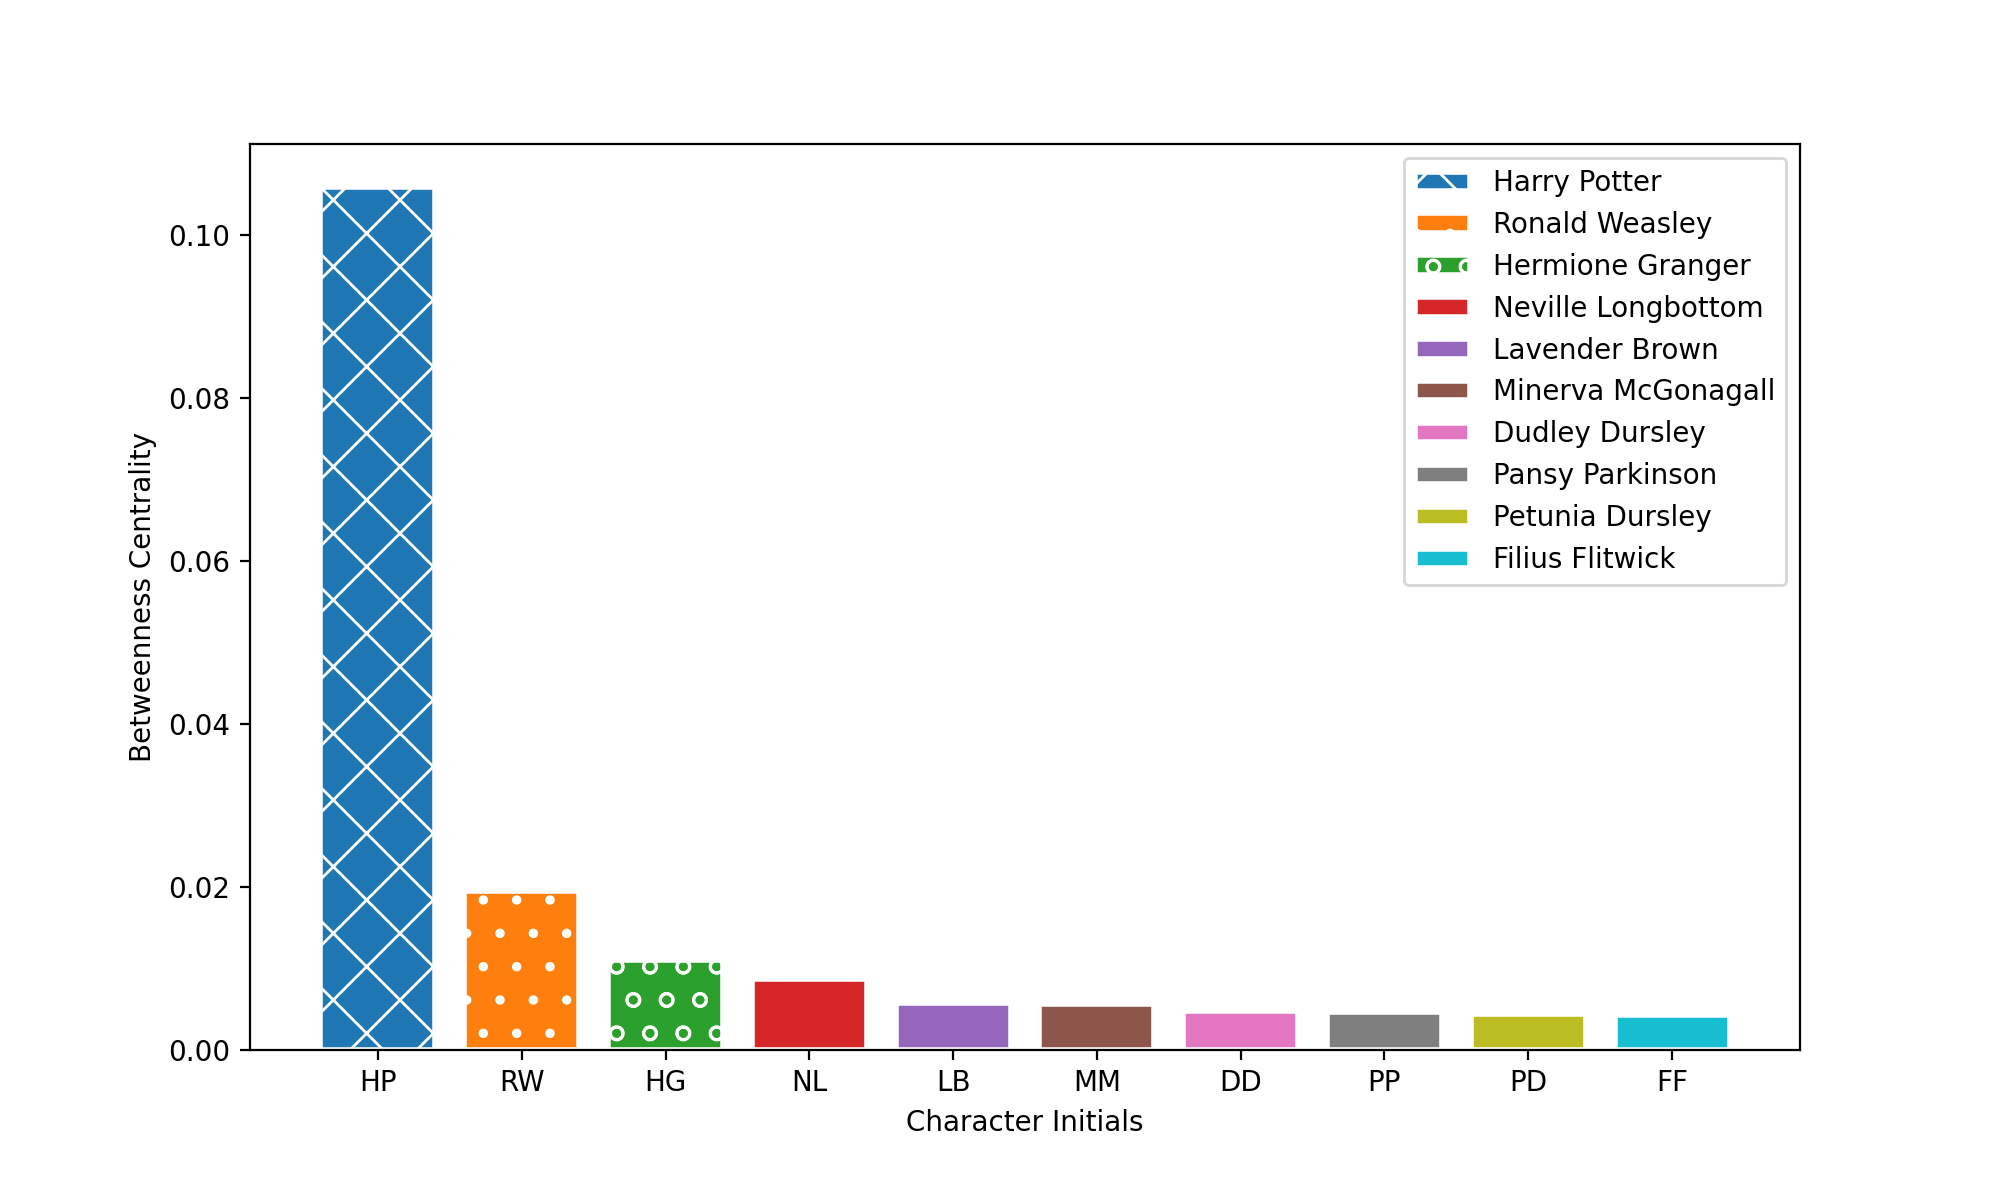 Harry Potter
Ronald Weasley
Hermione Granger
Neville Longbottom
Lavender Brown
Minerva McGonagall
Dudley Dursley
Pansy Parkinson
Petunia Dursley
Filius Flitwick
0.10
0.08
0.06
0.04
0.02
0.00
Betweenness Centrality
HP RW HG NL LB MM DD PP PD FF
Character Initials